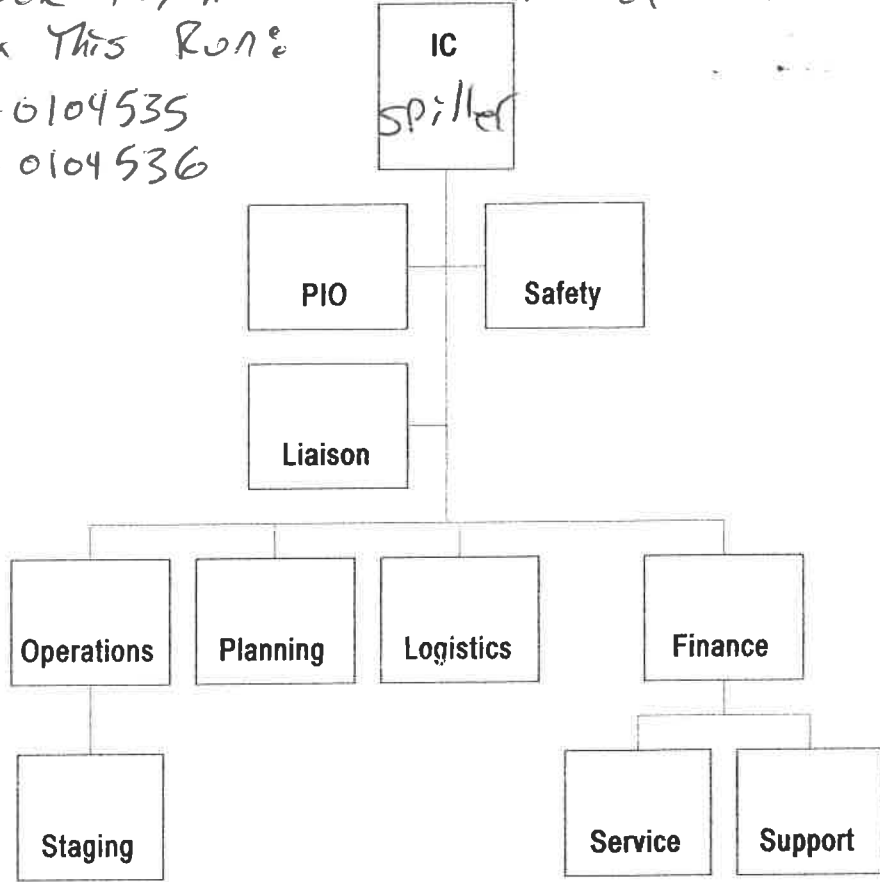 This Run:
0104535
0104536
IC
Spiller
PIO
Safety
Liaison
Operations
Planning
Logistics
Finance
Staging
Service
Support